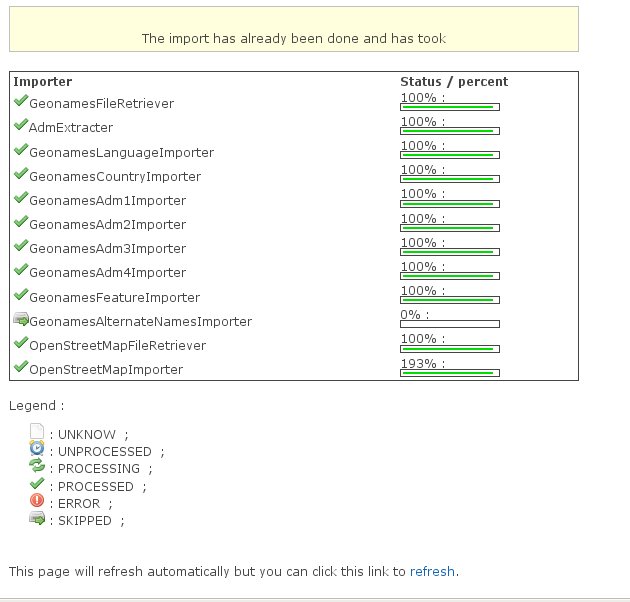 The import has already been done and has took
Importer Status / percent
GeonamesFileRetriever 100% :
AdmExtracter 100% :
GeonamesLanguageImporter 100% :
GeonamesCountryImporter 100% :
GeonamesAdm1Importer 100% :
GeonamesAdm2Importer 100% :
GeonamesAdm3Importer 100% :
GeonamesAdm4Importer 100% :
GeonamesFeatureImporter 100% :
GeonamesAlternateNamesImporter 0% :
OpenStreetMapFileRetriever 100% :
OpenStreetMapImporter 193% :
Legend :
: UNKNOW ;
: UNPROCESSED ;
: PROCESSING ;
: PROCESSED ;
: ERROR ;
: SKIPPED ;
This page will refresh automatically but you can click this link to refresh.